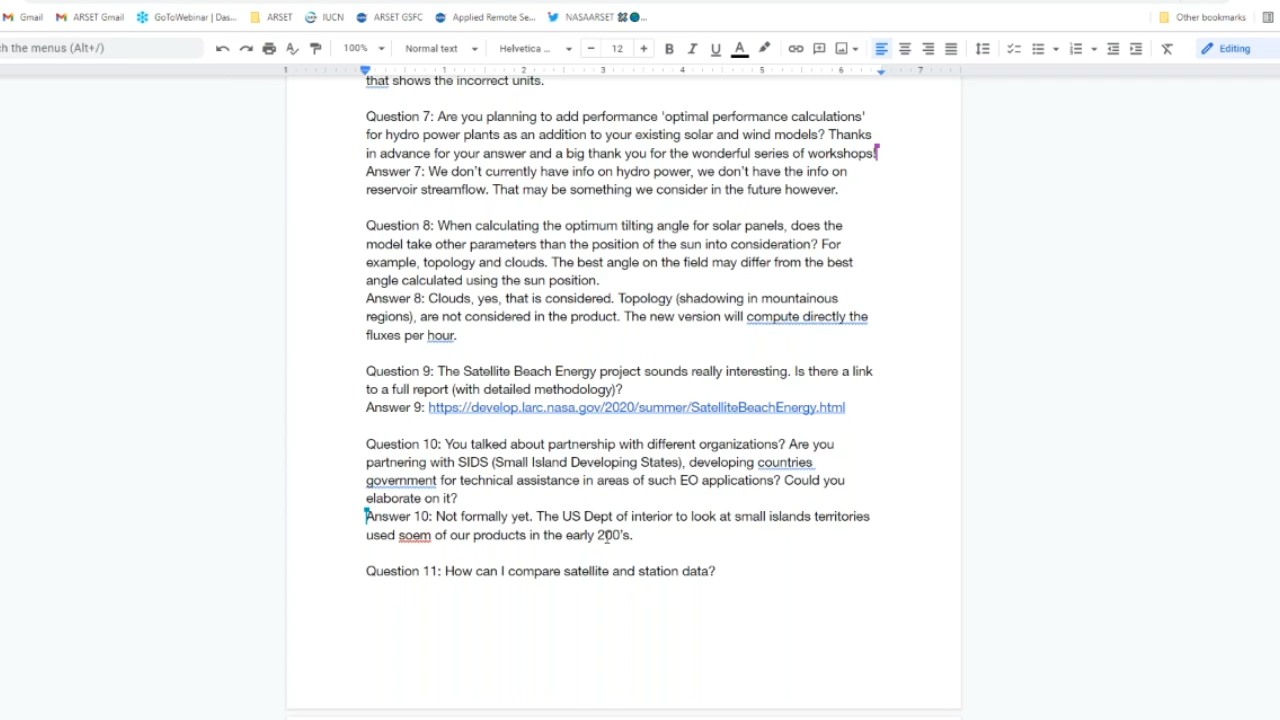 Gmail ARSET Gmail GoToWebinar | Das... ARSET IUCN ARSET GSFC Applied Remote Se... NASAARSET Other bookmarks
ch the menus (Alt+/) 100% Normal text Helvetica ... 12 B I U A Editing
1 1 2 3 4 5 6 7
that shows the incorrect units.
Question 7: Are you planning to add performance 'optimal performance calculations'
for hydro power plants as an addition to your existing solar and wind models? Thanks
in advance for your answer and a big thank you for the wonderful series of workshops!
Answer 7: We don't currently have info on hydro power, we don't have the info on
reservoir streamflow. That may be something we consider in the future however.
Question 8: When calculating the optimum tilting angle for solar panels, does the
model take other parameters than the position of the sun into consideration? For
example, topology and clouds. The best angle on the field may differ from the best
angle calculated using the sun position.
Answer 8: Clouds, yes, that is considered. Topology (shadowing in mountainous
regions), are not considered in the product. The new version will compute directly the
fluxes per hour.
Question 9: The Satellite Beach Energy project sounds really interesting. Is there a link
to a full report (with detailed methodology)?
Answer 9: https://develop.larc.nasa.gov/2020/summer/SatelliteBeachEnergy.html
Question 10: You talked about partnership with different organizations? Are you
partnering with SIDS (Small Island Developing States), developing countries
government for technical assistance in areas of such EO applications? Could you
elaborate on it?
Answer 10: Not formally yet. The US Dept of interior to look at small islands territories
used soem of our products in the early 200's.
Question 11: How can I compare satellite and station data?